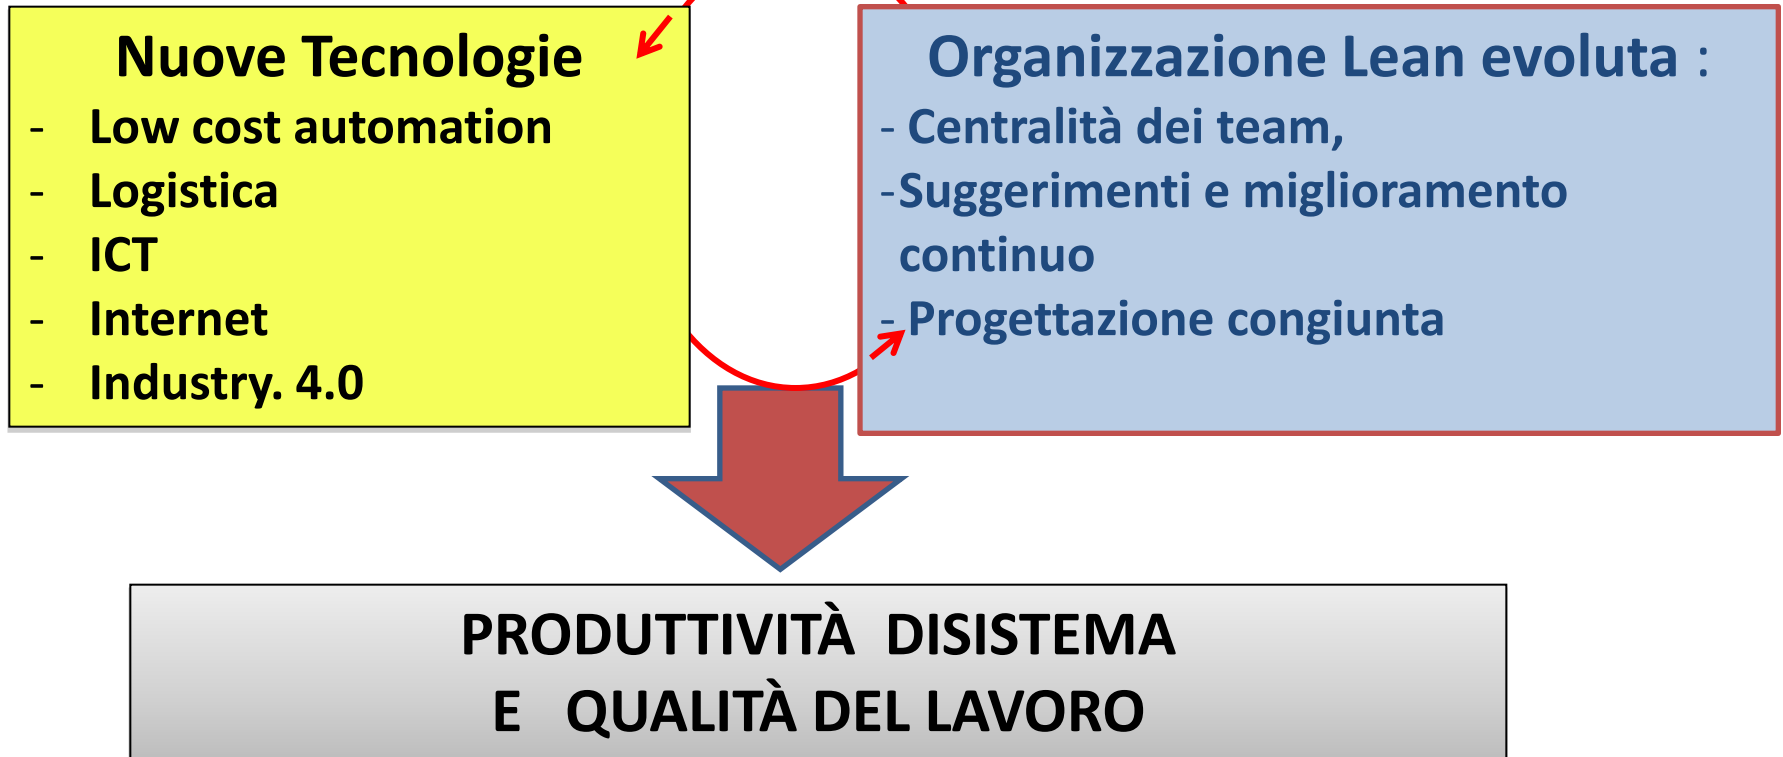 Nuove Tecnologie
- Low cost automation
- Logistica
- ICT
- Internet
- Industry. 4.0
Organizzazione Lean evoluta :
- Centralità dei team,
-Suggerimenti e miglioramento
continuo
- Progettazione congiunta
PRODUTTIVITÀ DISISTEMA
E QUALITÀ DEL LAVORO